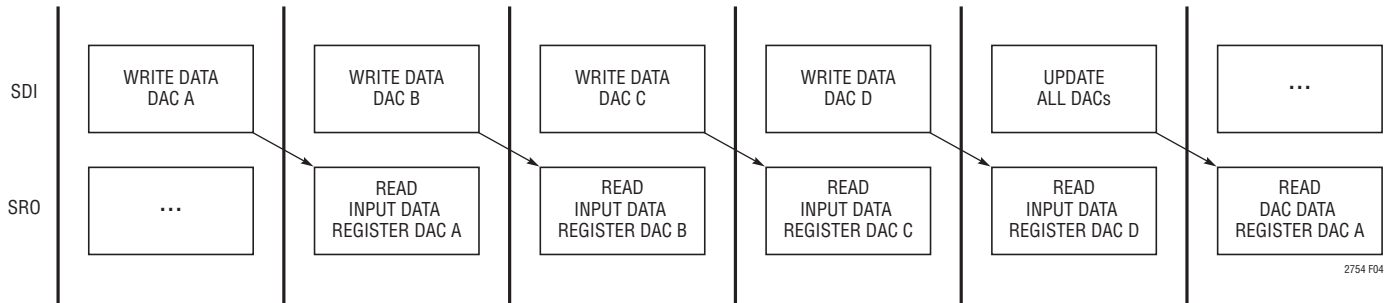 SDI
WRITE DATA
DAC A
WRITE DATA
DAC B
WRITE DATA
DAC C
WRITE DATA
DAC D
UPDATE
ALL DACs
...
SRO
...
READ
INPUT DATA
REGISTER DAC A
READ
INPUT DATA
REGISTER DAC B
READ
INPUT DATA
REGISTER DAC C
READ
INPUT DATA
REGISTER DAC D
READ
DAC DATA
REGISTER DAC A
2754 F04